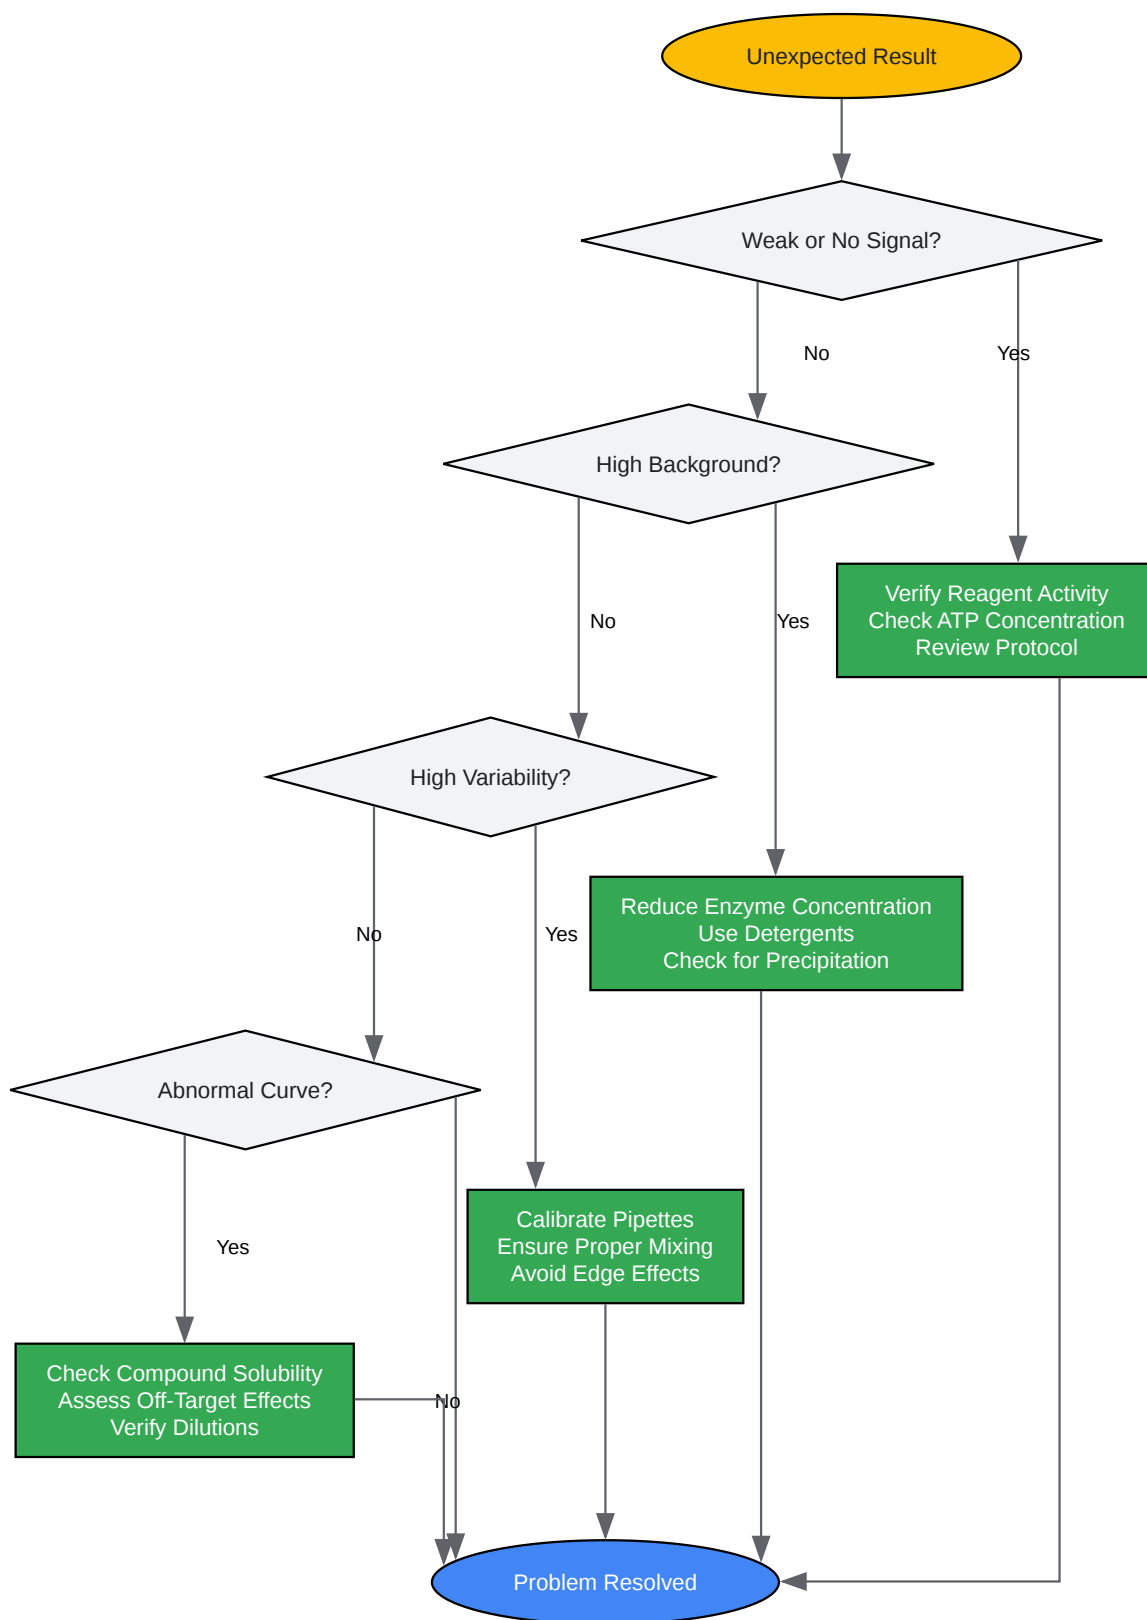 Unexpected Result
Weak or No Signal?
No
Yes
High Background?
Verify Reagent Activity
Check ATP Concentration
Review Protocol
No
Yes
High Variability?
Reduce Enzyme Concentration
Use Detergents
Check for Precipitation
No
Yes
Abnormal Curve?
Calibrate Pipettes
Ensure Proper Mixing
Avoid Edge Effects
Yes
Check Compound Solubility
Assess Off-Target Effects
Verify Dilutions
No
Problem Resolved